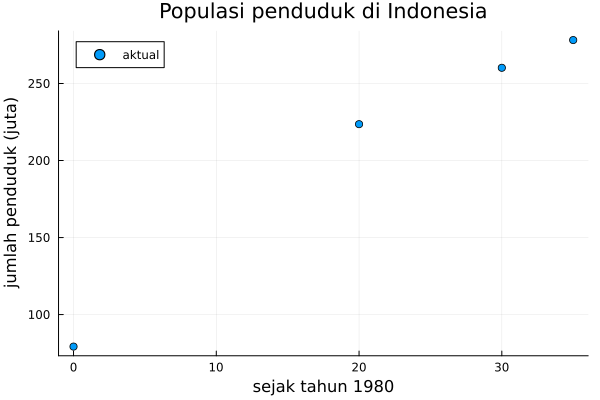 Populasi penduduk di Indonesia
aktual
jumlah penduduk (juta)
250
200
150
100
0 10 20 30
sejak tahun 1980